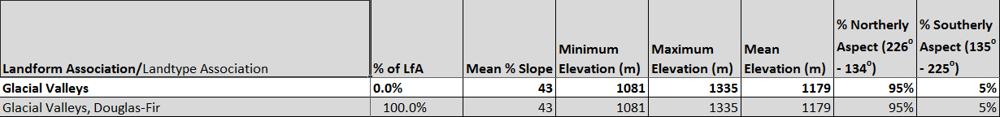 Landform Association/Landtype Association | % of LfA | Mean % Slope | Minimum Elevation (m) | Maximum Elevation (m) | Mean Elevation (m) | % Northerly Aspect (226° - 134°) | % Southerly Aspect (135° - 225°)
Glacial Valleys | 0.0% | 43 | 1081 | 1335 | 1179 | 95% | 5%
Glacial Valleys, Douglas-Fir | 100.0% | 43 | 1081 | 1335 | 1179 | 95% | 5%